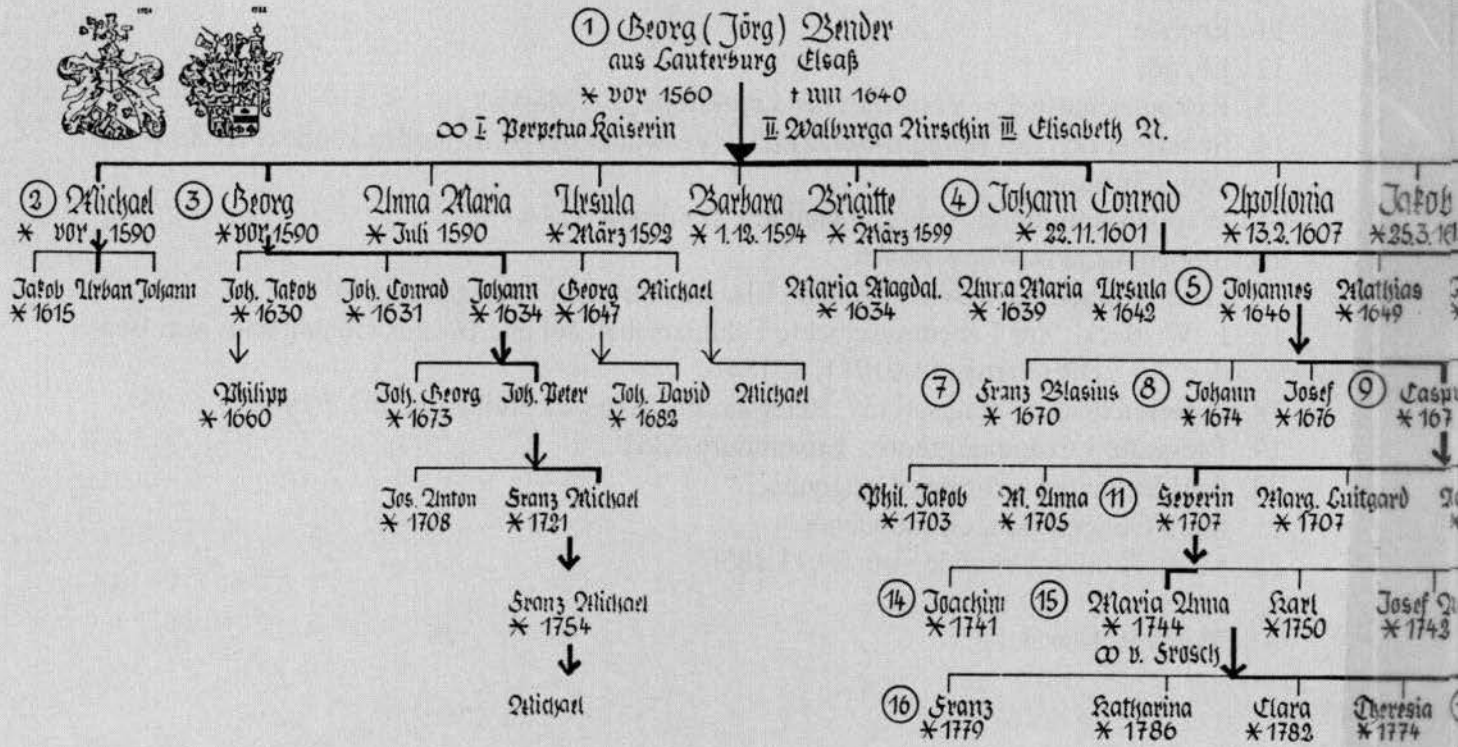 ① Georg (Jörg) Bender
aus Lauterburg Elsaß
* vor 1560 † um 1640
∞ I. Perpetua Kaiserin II. Walburga Nirschin III. Elisabeth N.
② Michael ③ Georg Anna Maria Ursula Barbara Brigitte ④ Johann Conrad Apollonia Jakob
* vor 1590 * vor 1590 * Juli 1590 * März 1592 * 1.12.1594 * März 1599 * 22.11.1601 * 13.2.1607 * 25.3.
Jakob Urban Johann Joh. Jakob Joh. Conrad Johann Georg Michael Maria Magdal. Anna Maria Ursula ⑤ Johannes Mathias
* 1615 * 1630 * 1631 * 1634 * 1647 * 1634 * 1639 * 1642 * 1646 * 1649
Philipp Joh. Georg Joh. Peter Joh. David Michael ⑦ Franz Blasius ⑧ Johann Josef ⑨ Casp
* 1660 * 1673 * 1682 * 1670 * 1674 * 1676 * 167
Jos. Anton Franz Michael Phil. Jakob M. Anna ⑪ Severin Marg. Luitgard
* 1708 * 1721 * 1703 * 1705 * 1707 * 1707
Franz Michael ⑭ Joachim ⑮ Maria Anna Karl Josef
* 1754 * 1741 * 1744 * 1750 * 1742
∞ v. Frosch
Michael ⑯ Franz Katharina Clara Theresia
* 1779 * 1786 * 1782 * 1774